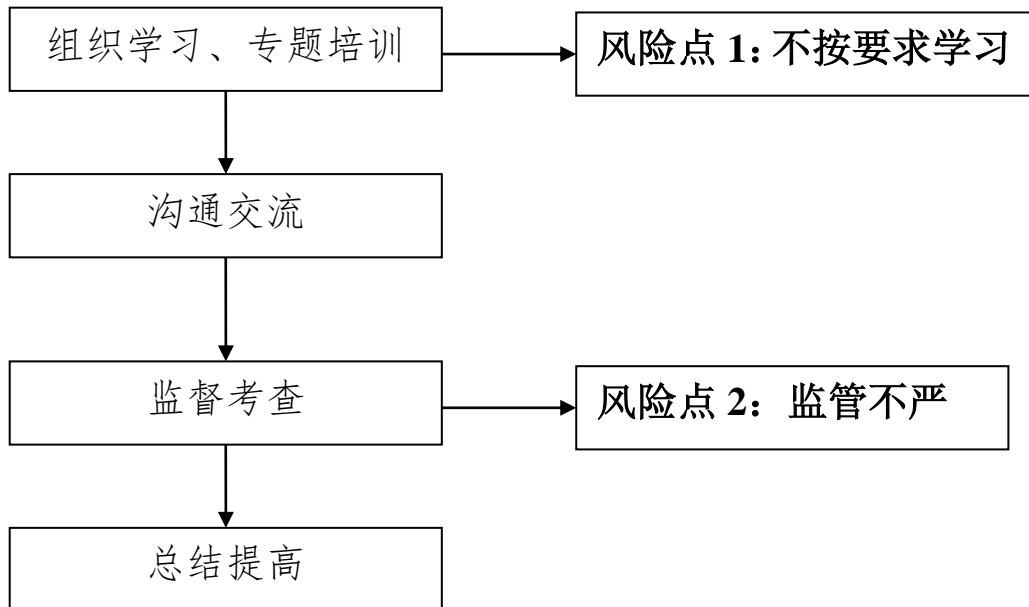 组织学习、专题培训
风险点 1：不按要求学习
沟通交流
监督考查
风险点 2：监管不严
总结提高